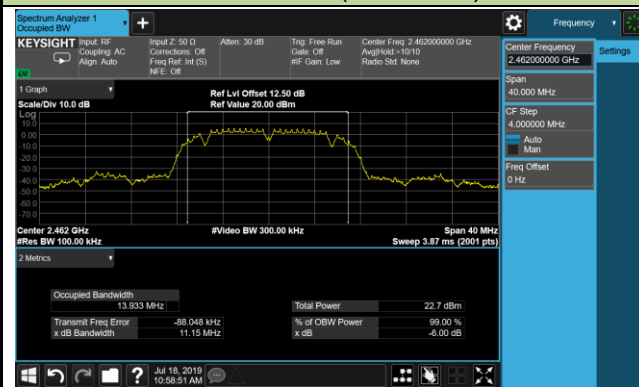 Spectrum Analyzer 1
Occupied BW
Frequency
KEYSIGHT
Input: RF
Coupling: AC
Align: Auto
Input Z: 50 Ω
Corrections: Off
Freq Ref: Int (S)
NFE: Off
Atten: 30 dB
Trig: Free Run
Gate: Off
#IF Gain: Low
Center Freq: 2.462000000 GHz
Avg|Hold:>10/10
Radio Std: None
Center Frequency
2.462000000 GHz
Settings
Span
40.000 MHz
CF Step
4.000000 MHz
Auto
Man
Freq Offset
0 Hz
1 Graph
Scale/Div 10.0 dB
Ref Lvl Offset 12.50 dB
Ref Value 20.00 dBm
Log
10.0
0.00
-10.0
-20.0
-30.0
-40.0
-50.0
-60.0
-70.0
Center 2.462 GHz
#Video BW 300.00 kHz
Span 40 MHz
#Res BW 100.00 kHz
Sweep 3.87 ms (2001 pts)
2 Metrics
Occupied Bandwidth
13.933 MHz
Total Power 22.7 dBm
Transmit Freq Error -88.048 kHz
% of OBW Power 99.00 %
x dB Bandwidth 11.15 MHz
x dB -6.00 dB
Jul 18, 2019
10:58:51 AM